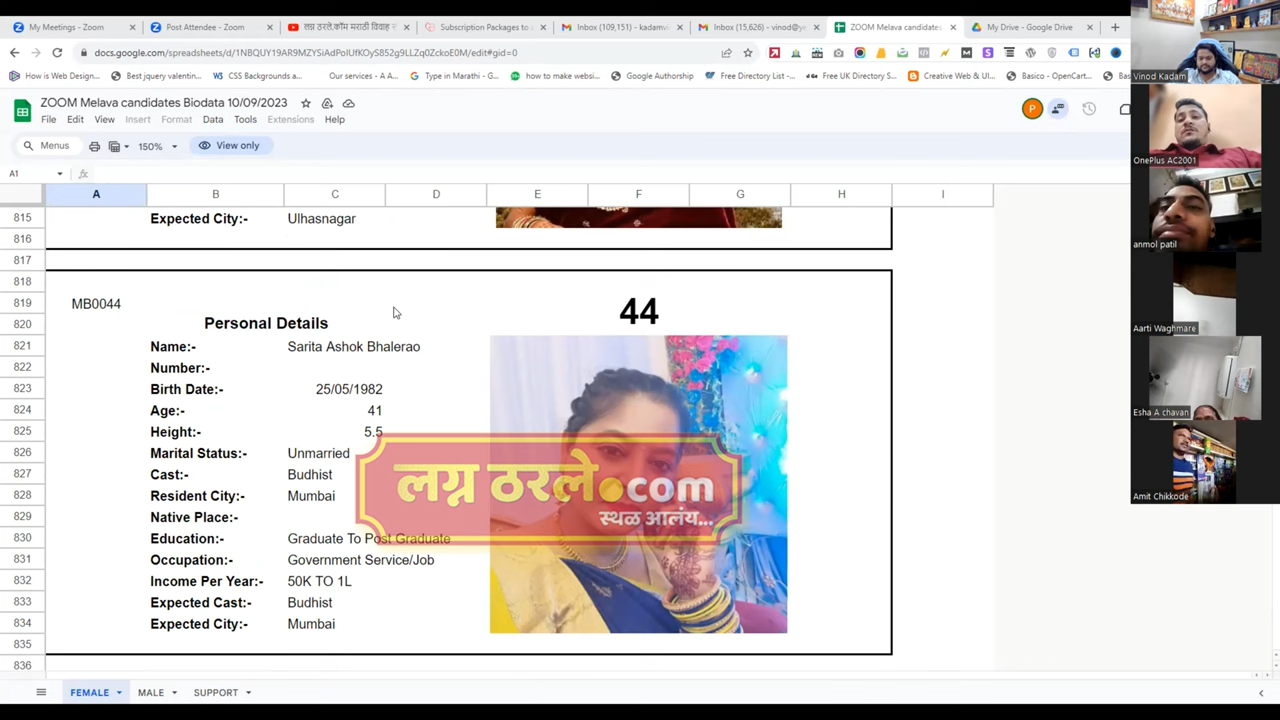 My Meetings - Zoom
Post Attendee - Zoom
लग्न ठरले.कॉम मराठी विवाह
Subscription Packages to
Inbox (109,151) - kadamvi
Inbox (15,626) - vinod@ye
ZOOM Melava candidates
My Drive - Google Drive
docs.google.com/spreadsheets/d/1NBQUY19AR9MZYSiAdPoIUfKOyS852g9LLZq0ZckoE0M/edit#gid=0
How is Web Design...
Best jquery valentin...
CSS Backgrounds a...
Our services - A A...
Type in Marathi - G...
how to make websi...
Google Authorship
Free Directory List -...
Free UK Directory S...
Creative Web & UI...
Basico - OpenCart...
Bas
ZOOM Melava candidates Biodata 10/09/2023
File Edit View Insert Format Data Tools Extensions Help
P
Menus 150% View only
A1 fx
A B C D E F G H I
815 Expected City:- Ulhasnagar
816
817
818
819 MB0044 44
820 Personal Details
821 Name:- Sarita Ashok Bhalerao
822 Number:-
823 Birth Date:- 25/05/1982
824 Age:- 41
825 Height:- 5.5
826 Marital Status:- Unmarried
827 Cast:- Budhist
828 Resident City:- Mumbai
829 Native Place:-
830 Education:- Graduate To Post Graduate
831 Occupation:- Government Service/Job
832 Income Per Year:- 50K TO 1L
833 Expected Cast:- Budhist
834 Expected City:- Mumbai
835
836
लग्न ठरले.com
स्थळ आलंय...
FEMALE MALE SUPPORT
Vinod Kadam
OnePlus AC2001
anmol patil
Aarti Waghmare
Esha A chavan
Amit Chikkode